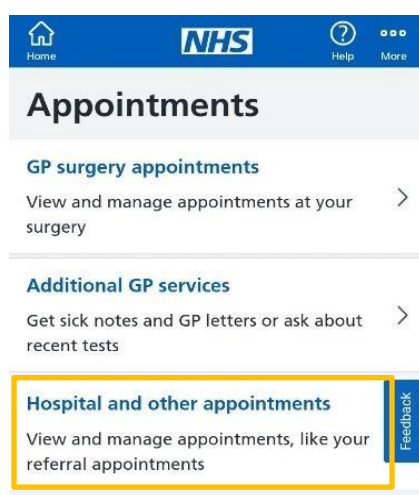 NHS
Home
Help
More
Appointments
GP surgery appointments
View and manage appointments at your
surgery
Additional GP services
Get sick notes and GP letters or ask about
recent tests
Hospital and other appointments
View and manage appointments, like your
referral appointments
Feedback